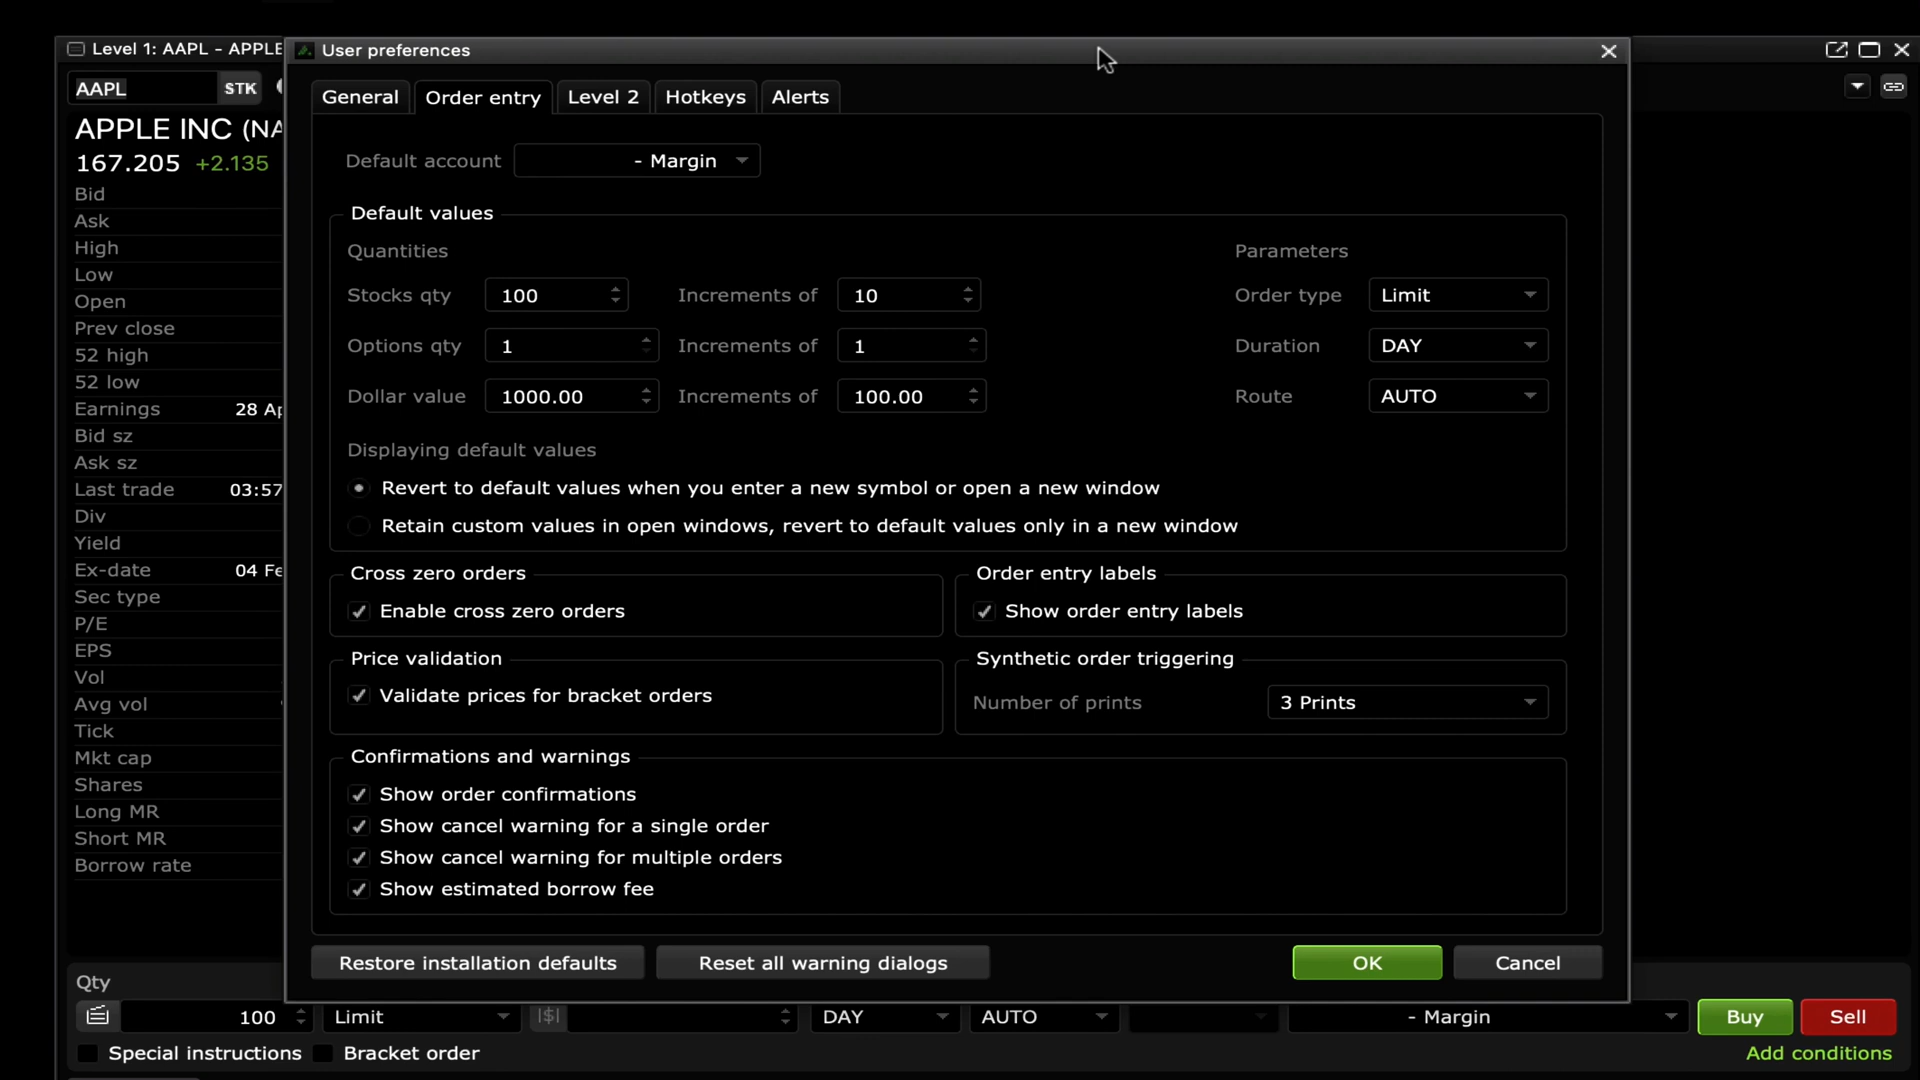 Level 1: AAPL - APPLE
User preferences
AAPL
STK
APPLE INC (NA
167.205 +2.135
Bid
Ask
High
Low
Open
Prev close
52 high
52 low
Earnings 28 Ap
Bid sz
Ask sz
Last trade 03:57
Div
Yield
Ex-date 04 Fe
Sec type
P/E
EPS
Vol
Avg vol
Tick
Mkt cap
Shares
Long MR
Short MR
Borrow rate
General Order entry Level 2 Hotkeys Alerts
Default account - Margin
Default values
Quantities Parameters
Stocks qty 100 Increments of 10 Order type Limit
Options qty 1 Increments of 1 Duration DAY
Dollar value 1000.00 Increments of 100.00 Route AUTO
Displaying default values
Revert to default values when you enter a new symbol or open a new window
Retain custom values in open windows, revert to default values only in a new window
Cross zero orders
Enable cross zero orders
Order entry labels
Show order entry labels
Price validation
Validate prices for bracket orders
Synthetic order triggering
Number of prints 3 Prints
Confirmations and warnings
Show order confirmations
Show cancel warning for a single order
Show cancel warning for multiple orders
Show estimated borrow fee
Restore installation defaults Reset all warning dialogs OK Cancel
Qty
100 Limit |$| DAY AUTO - Margin Buy Sell
Special instructions Bracket order Add conditions